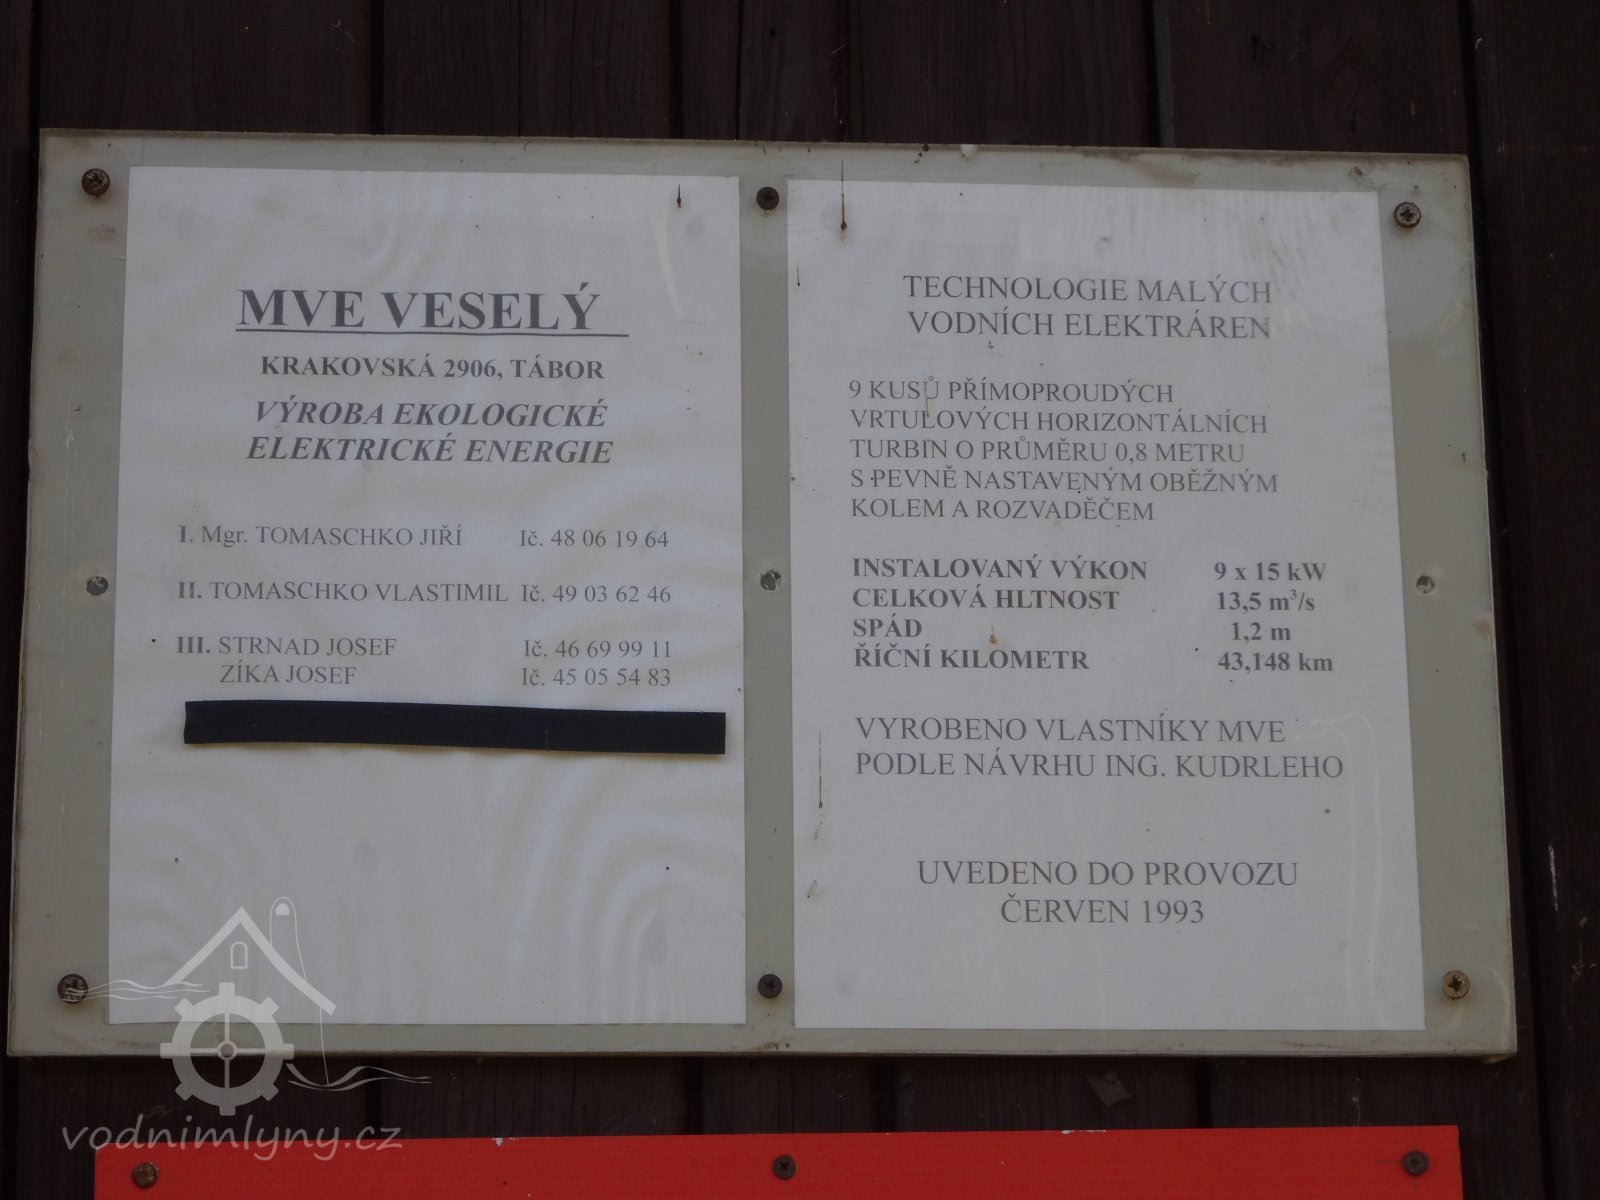 MVE VESELÝ
KRAKOVSKÁ 2906, TÁBOR
VÝROBA EKOLOGICKÉ
ELEKTRICKÉ ENERGIE
I. Mgr. TOMASCHKO JIŘÍ Ič. 48 06 19 64
II. TOMASCHKO VLASTIMIL Ič. 49 03 62 46
III. STRNAD JOSEF Ič. 46 69 99 11
ZÍKA JOSEF Ič. 45 05 54 83
TECHNOLOGIE MALÝCH
VODNÍCH ELEKTRÁREN
9 KUSŮ PŘÍMOPROUDÝCH
VRTULOVÝCH HORIZONTÁLNÍCH
TURBIN O PRŮMĚRU 0,8 METRU
S PEVNĚ NASTAVENÝM OBĚŽNÝM
KOLEM A ROZVADĚČEM
INSTALOVANÝ VÝKON 9 x 15 kW
CELKOVÁ HLTNOST 13,5 m³/s
SPÁD 1,2 m
ŘÍČNÍ KILOMETR 43,148 km
VYROBENO VLASTNÍKY MVE
PODLE NÁVRHU ING. KUDRLEHO
UVEDENO DO PROVOZU
ČERVEN 1993
vodnimlyny.cz